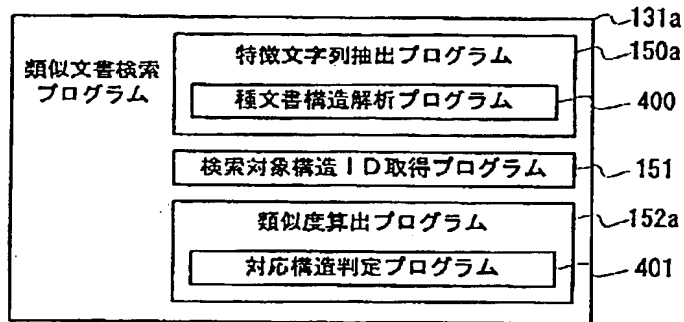 131a
類似文書検索
プログラム
特徴文字列抽出プログラム
150a
種文書構造解析プログラム
400
検索対象構造ID取得プログラム
151
類似度算出プログラム
152a
対応構造判定プログラム
401